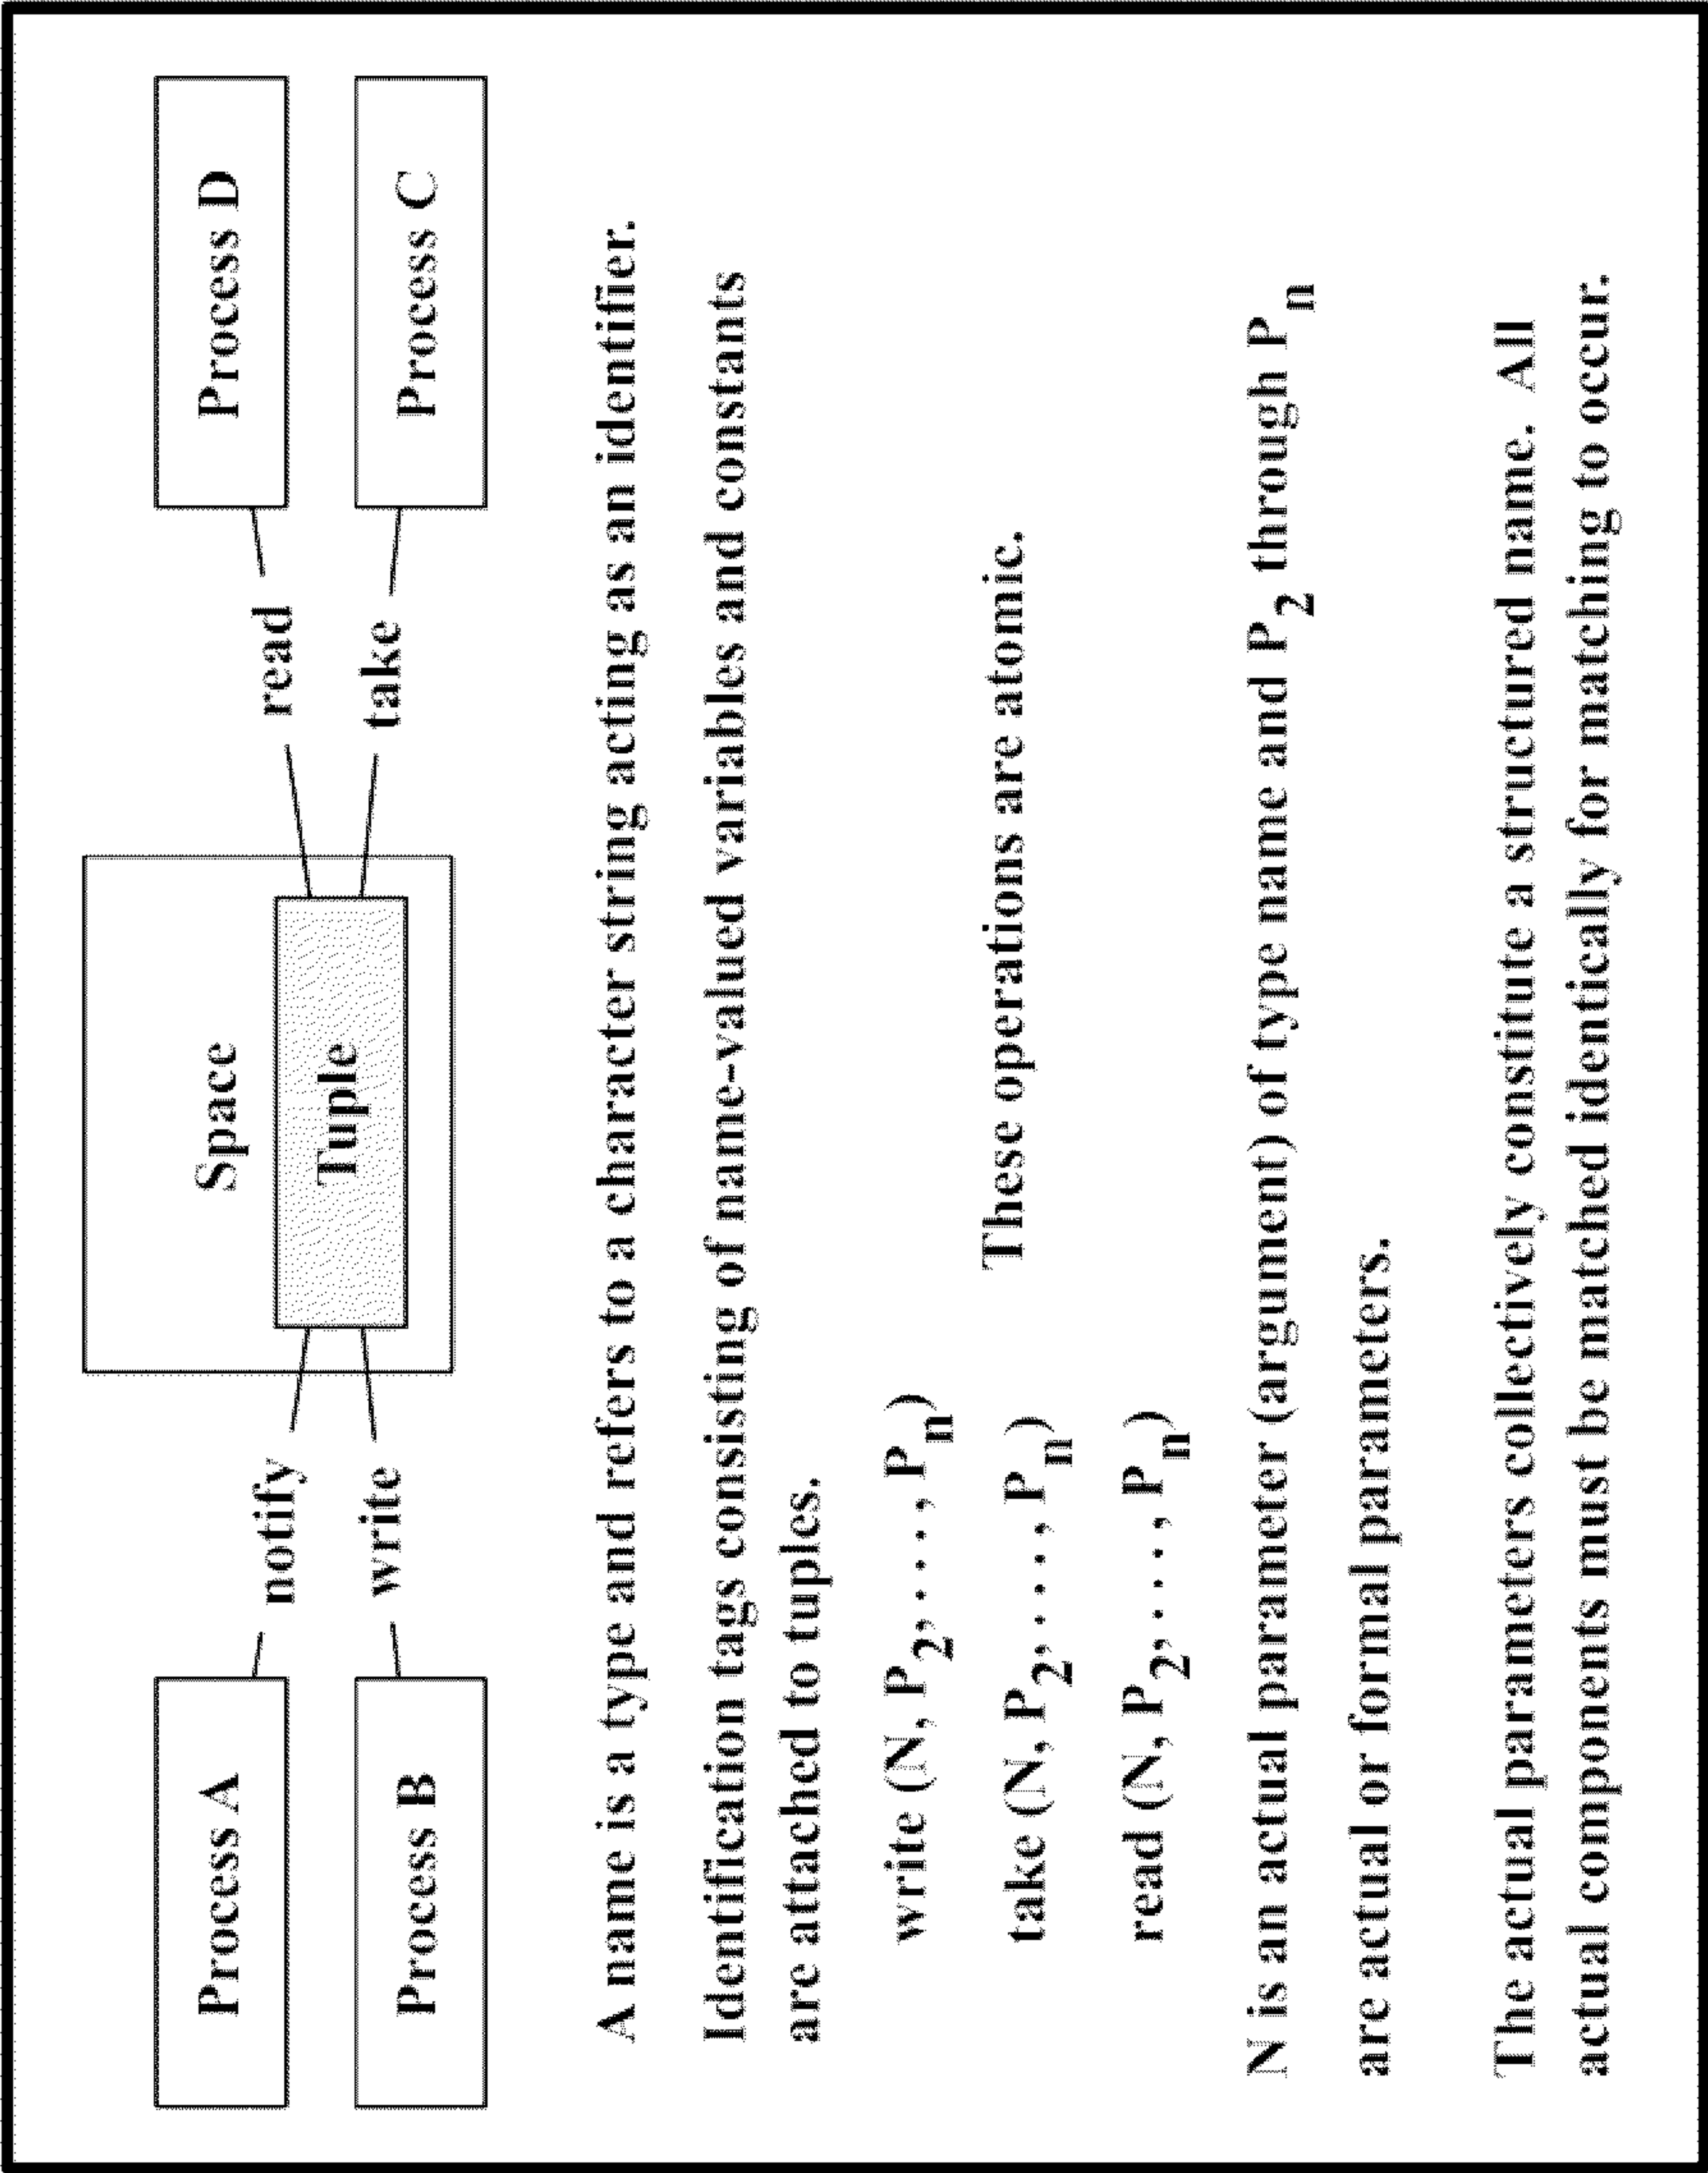 Process A
notify
Space
read
Process D
Process B
write
Tuple
take
Process C
A name is a type and refers to a character string acting as an identifier.
Identification tags consisting of name-valued variables and constants
are attached to tuples.
write (N, P2, . . . , Pn)
take (N, P2, . . . , Pn)
These operations are atomic.
read (N, P2, . . . , Pn)
N is an actual parameter (argument) of type name and P2 through Pn
are actual or formal parameters.
The actual parameters collectively constitute a structured name. All
actual components must be matched identically for matching to occur.